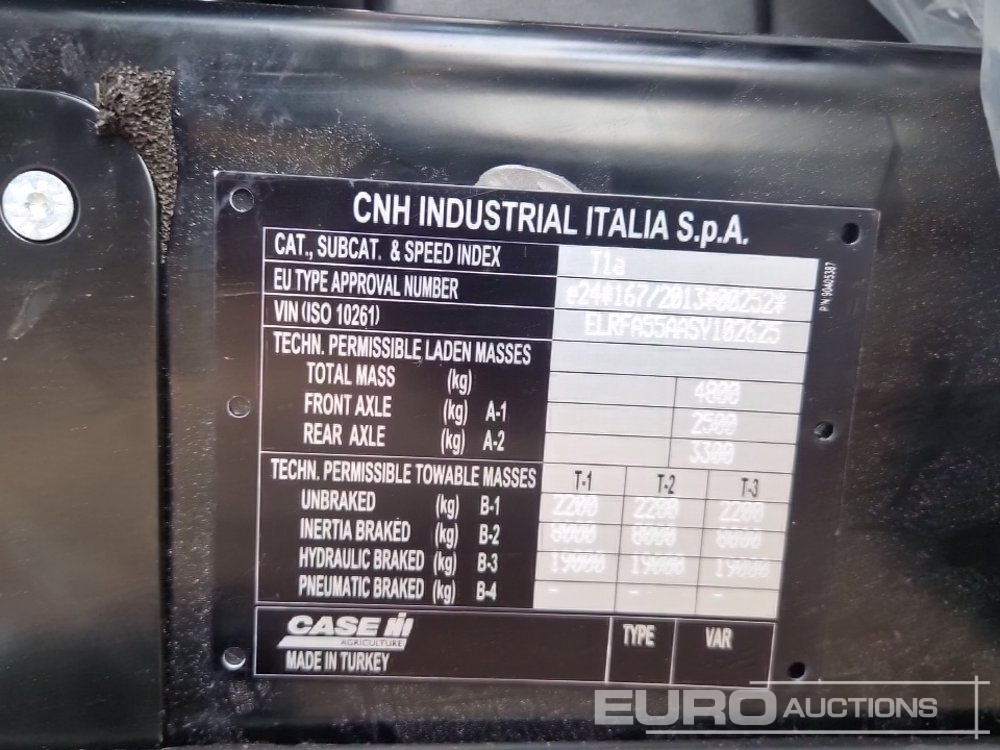 CNH INDUSTRIAL ITALIA S.p.A.
CAT., SUBCAT. & SPEED INDEX T1a
EU TYPE APPROVAL NUMBER e24*167/2013*00252*
VIN (ISO 10261) ELRFA55AASY102625
TECHN. PERMISSIBLE LADEN MASSES
TOTAL MASS (kg) 4800
FRONT AXLE (kg) A-1 2500
REAR AXLE (kg) A-2 3300
TECHN. PERMISSIBLE TOWABLE MASSES T-1 T-2 T-3
UNBRAKED (kg) B-1 2200 2200 2200
INERTIA BRAKED (kg) B-2 8000 8000 8000
HYDRAULIC BRAKED (kg) B-3 19000 19000 19000
PNEUMATIC BRAKED (kg) B-4 - - -
CASE IH
AGRICULTURE
MADE IN TURKEY
TYPE VAR
P/N 90405387
EURO AUCTIONS